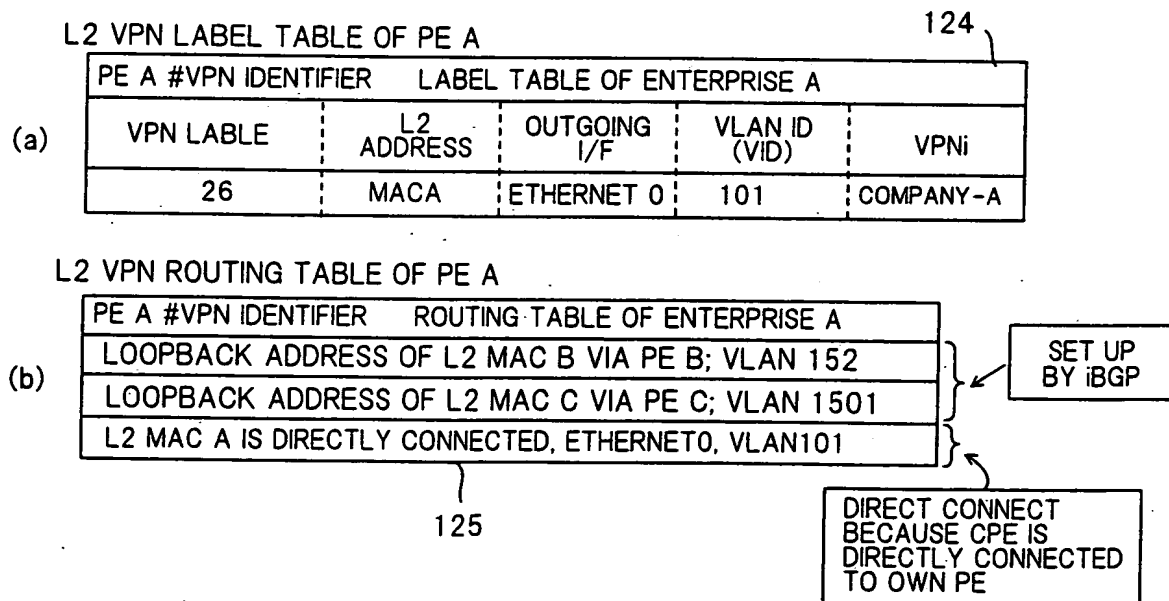 L2 VPN LABEL TABLE OF PE A
124
PE A #VPN IDENTIFIER LABEL TABLE OF ENTERPRISE A
(a)
VPN LABLE
L2 ADDRESS
OUTGOING I/F
VLAN ID (VID)
VPNi
26
MACA
ETHERNET 0
101
COMPANY-A
L2 VPN ROUTING TABLE OF PE A
PE A #VPN IDENTIFIER ROUTING TABLE OF ENTERPRISE A
(b)
LOOPBACK ADDRESS OF L2 MAC B VIA PE B; VLAN 152
LOOPBACK ADDRESS OF L2 MAC C VIA PE C; VLAN 1501
L2 MAC A IS DIRECTLY CONNECTED, ETHERNET0, VLAN101
SET UP
BY iBGP
125
DIRECT CONNECT
BECAUSE CPE IS
DIRECTLY CONNECTED
TO OWN PE